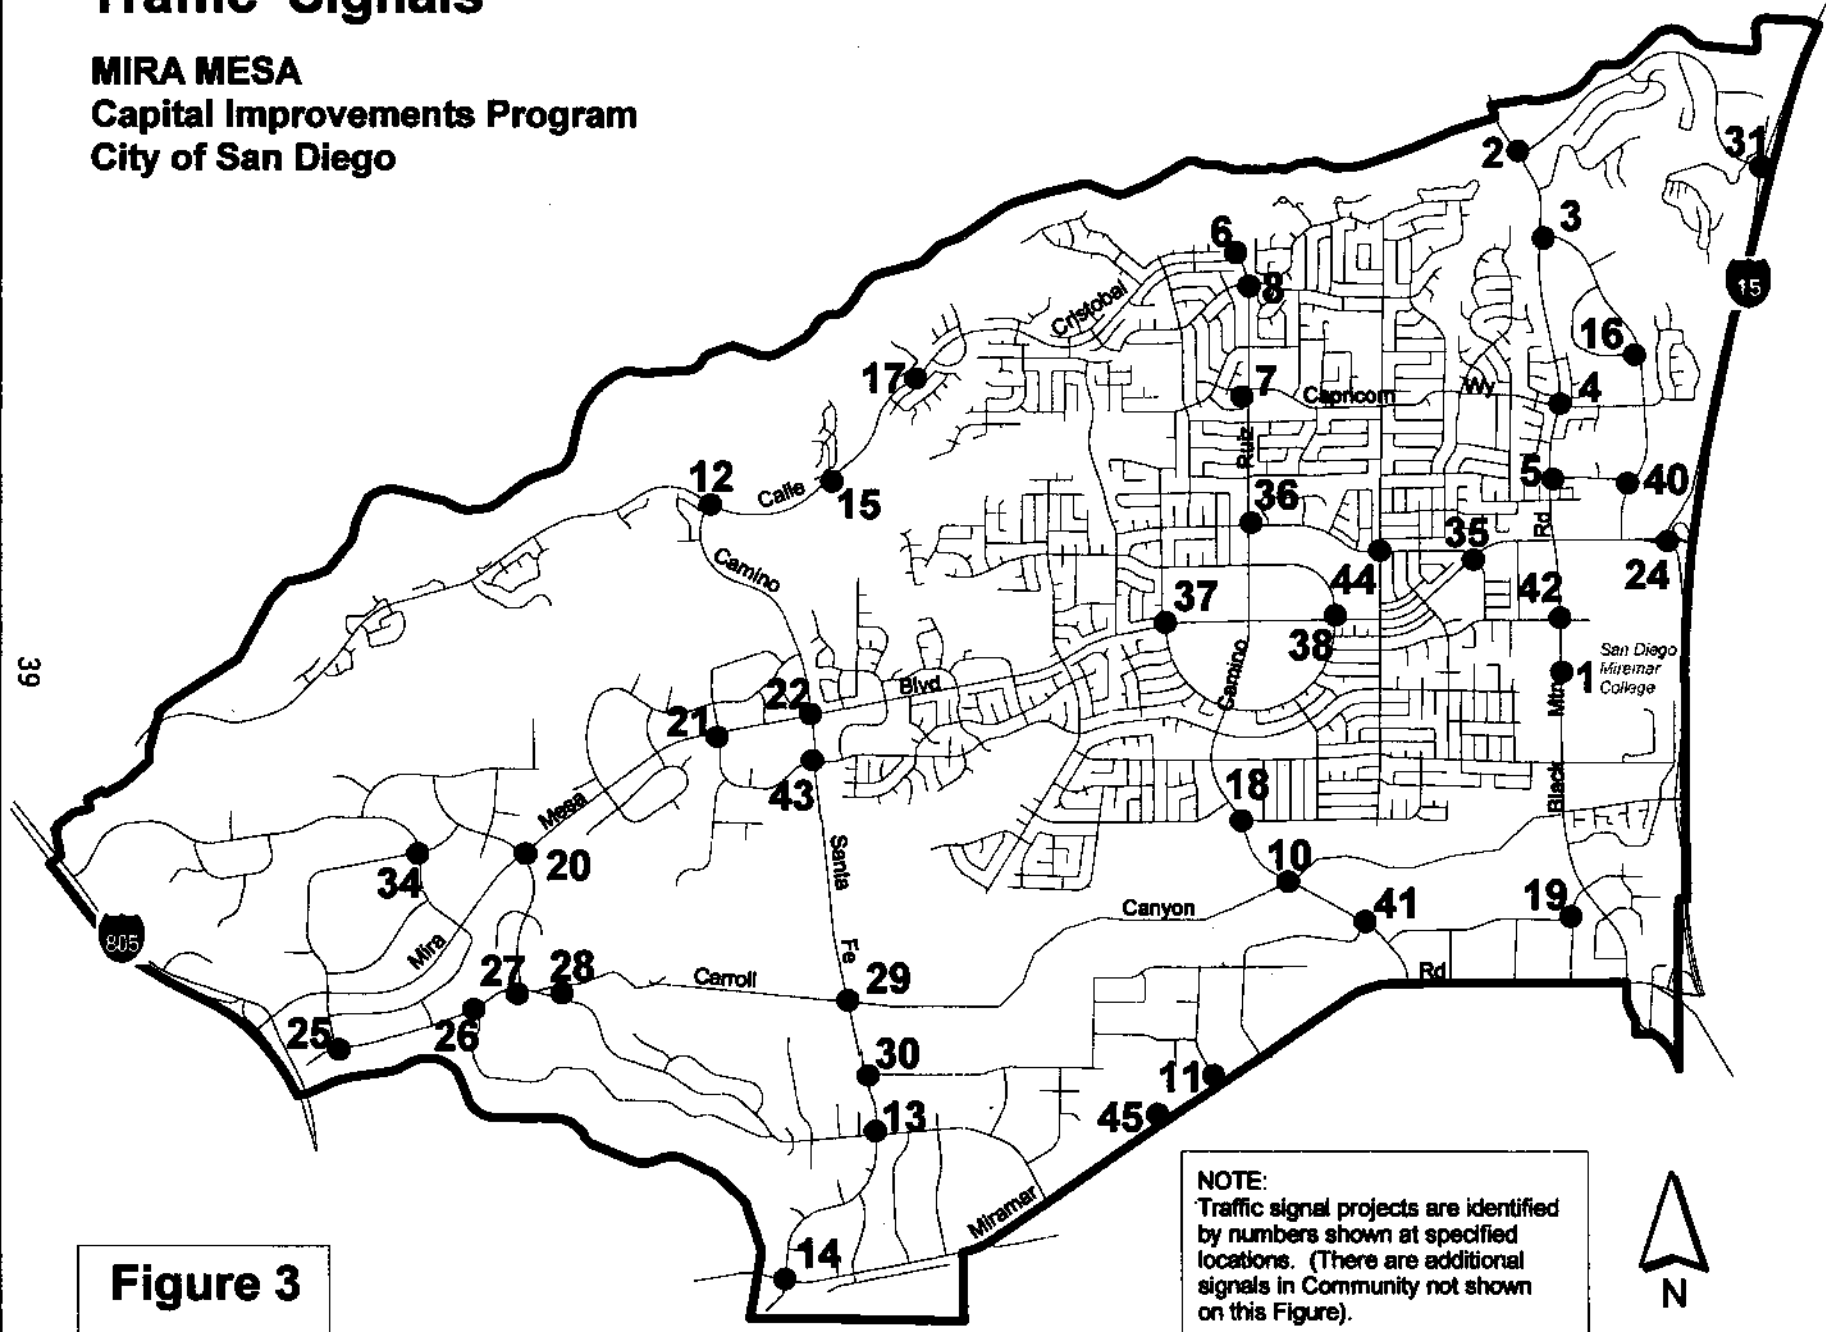 Traffic Signals
MIRA MESA
Capital Improvements Program
City of San Diego
31
2
3
6
8
Cristobal
15
16
17
7
Capricorn
Wy
4
Ruiz
12
Calle
15
5
40
36
Rd
35
Camino
44
42
24
37
38
39
San Diego
Miramar
College
1
Camino
Blvd
22
21
Mtn
43
18
Mesa
Black
20
Santa
34
10
Canyon
41
19
805
Mira
Fe
27
28
Carroll
29
Rd
25
26
30
11
45
13
Miramar
14
NOTE:
Traffic signal projects are identified
by numbers shown at specified
locations. (There are additional
signals in Community not shown
on this Figure).
N
Figure 3